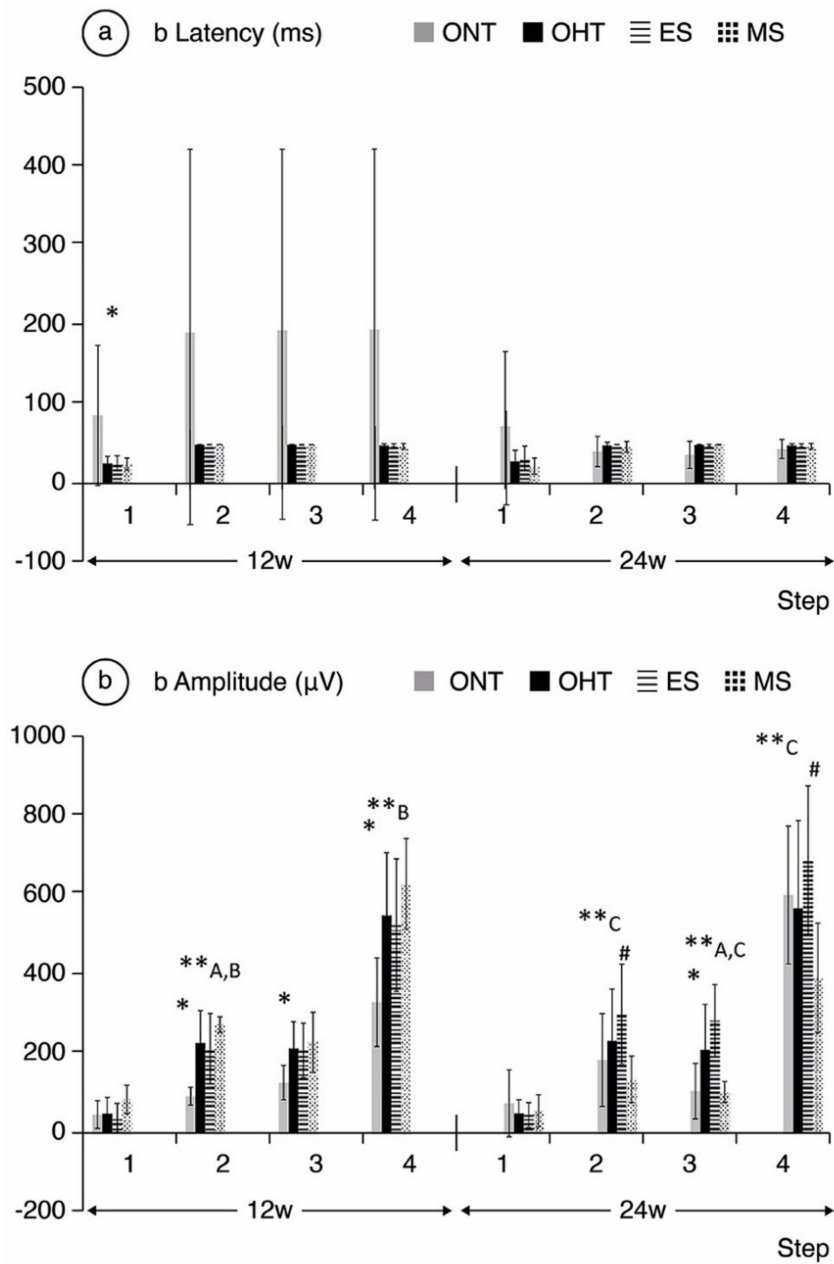 a b Latency (ms) ONT OHT ES MS
500
400
300
200
100
0
-100
*
1 2 3 4 1 2 3 4
12w 24w
Step
b b Amplitude (µV) ONT OHT ES MS
1000
800
600
400
200
0
-200
**C
#
**B
*
**C
#
**A,C
*
**A,B
*
*
1 2 3 4 1 2 3 4
12w 24w
Step